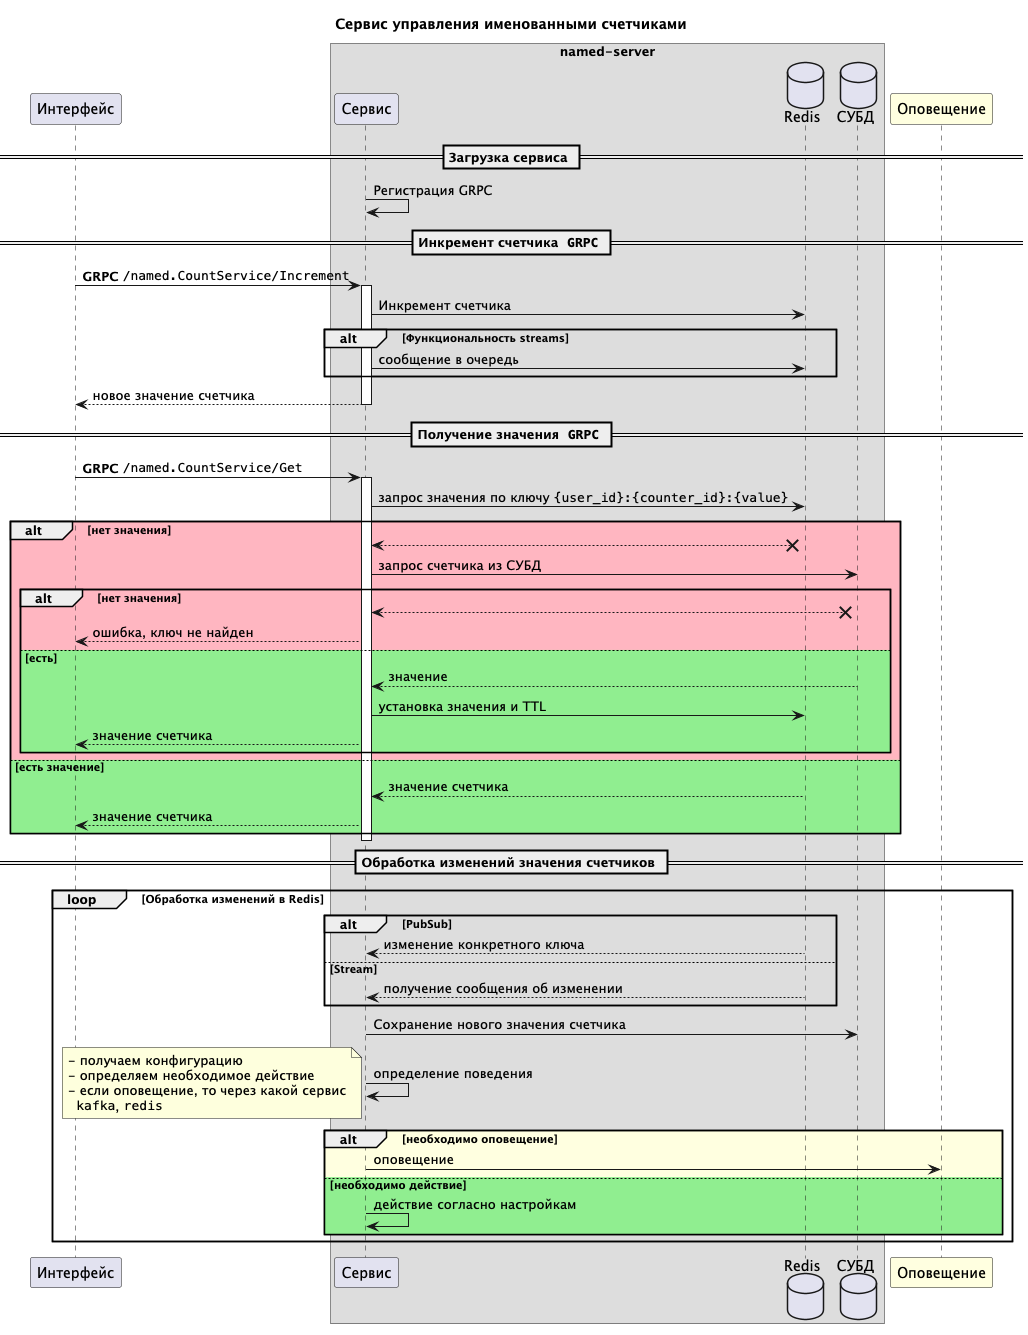 Сервис управления именованными счетчиками
named-server
Интерфейс
Сервис
Redis
СУБД
Оповещение
Загрузка сервиса
Регистрация GRPC
Инкремент счетчика GRPC
GRPC /named.CountService/Increment
Инкремент счетчика
alt [Функциональность streams]
сообщение в очередь
новое значение счетчика
Получение значения GRPC
GRPC /named.CountService/Get
запрос значения по ключу {user_id}:{counter_id}:{value}
alt [нет значения]
запрос счетчика из СУБД
alt [нет значения]
ошибка, ключ не найден
[есть]
значение
установка значения и TTL
значение счетчика
[есть значение]
значение счетчика
значение счетчика
Обработка изменений значения счетчиков
loop [Обработка изменений в Redis]
alt [PubSub]
изменение конкретного ключа
[Stream]
получение сообщения об изменении
Сохранение нового значения счетчика
- получаем конфигурацию
- определяем необходимое действие
- если оповещение, то через какой сервис
kafka, redis
определение поведения
alt [необходимо оповещение]
оповещение
[необходимо действие]
действие согласно настройкам
Интерфейс
Сервис
Redis
СУБД
Оповещение